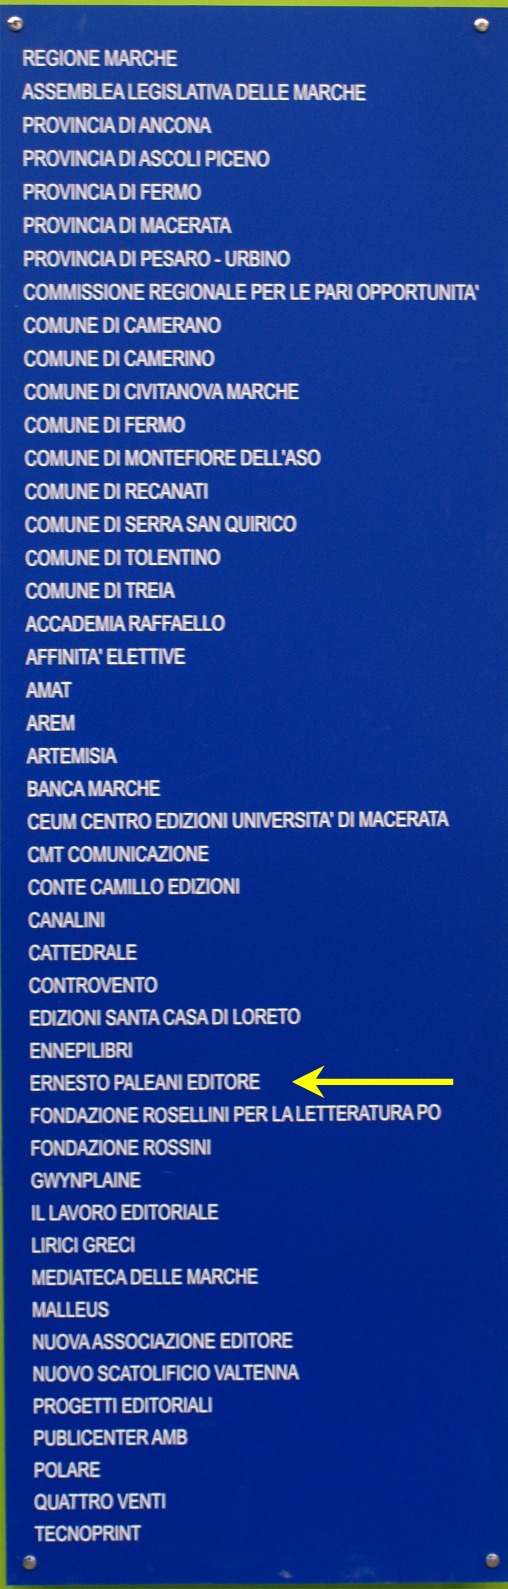 REGIONE MARCHE
ASSEMBLEA LEGISLATIVA DELLE MARCHE
PROVINCIA DI ANCONA
PROVINCIA DI ASCOLI PICENO
PROVINCIA DI FERMO
PROVINCIA DI MACERATA
PROVINCIA DI PESARO - URBINO
COMMISSIONE REGIONALE PER LE PARI OPPORTUNITA'
COMUNE DI CAMERANO
COMUNE DI CAMERINO
COMUNE DI CIVITANOVA MARCHE
COMUNE DI FERMO
COMUNE DI MONTEFIORE DELL'ASO
COMUNE DI RECANATI
COMUNE DI SERRA SAN QUIRICO
COMUNE DI TOLENTINO
COMUNE DI TREIA
ACCADEMIA RAFFAELLO
AFFINITA' ELETTIVE
AMAT
AREM
ARTEMISIA
BANCA MARCHE
CEUM CENTRO EDIZIONI UNIVERSITA' DI MACERATA
CMT COMUNICAZIONE
CONTE CAMILLO EDIZIONI
CANALINI
CATTEDRALE
CONTROVENTO
EDIZIONI SANTA CASA DI LORETO
ENNEPILIBRI
ERNESTO PALEANI EDITORE
FONDAZIONE ROSELLINI PER LA LETTERATURA PO
FONDAZIONE ROSSINI
GWYNPLAINE
IL LAVORO EDITORIALE
LIRICI GRECI
MEDIATECA DELLE MARCHE
MALLEUS
NUOVA ASSOCIAZIONE EDITORE
NUOVO SCATOLIFICIO VALTENNA
PROGETTI EDITORIALI
PUBLICENTER AMB
POLARE
QUATTRO VENTI
TECNOPRINT